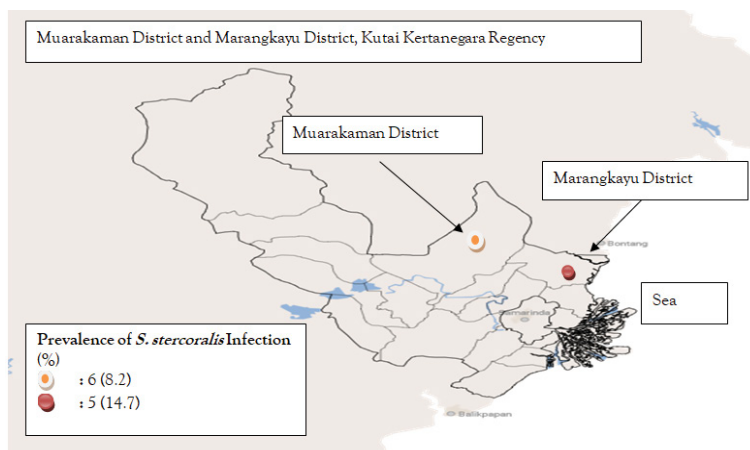 Muarakaman District and Marangkayu District, Kutai Kertanegara Regency
Muarakaman District
Marangkayu District
Bontang
Sea
Samarinda
Prevalence of S. stercoralis Infection
(%)
: 6 (8.2)
: 5 (14.7)
Balikpapan